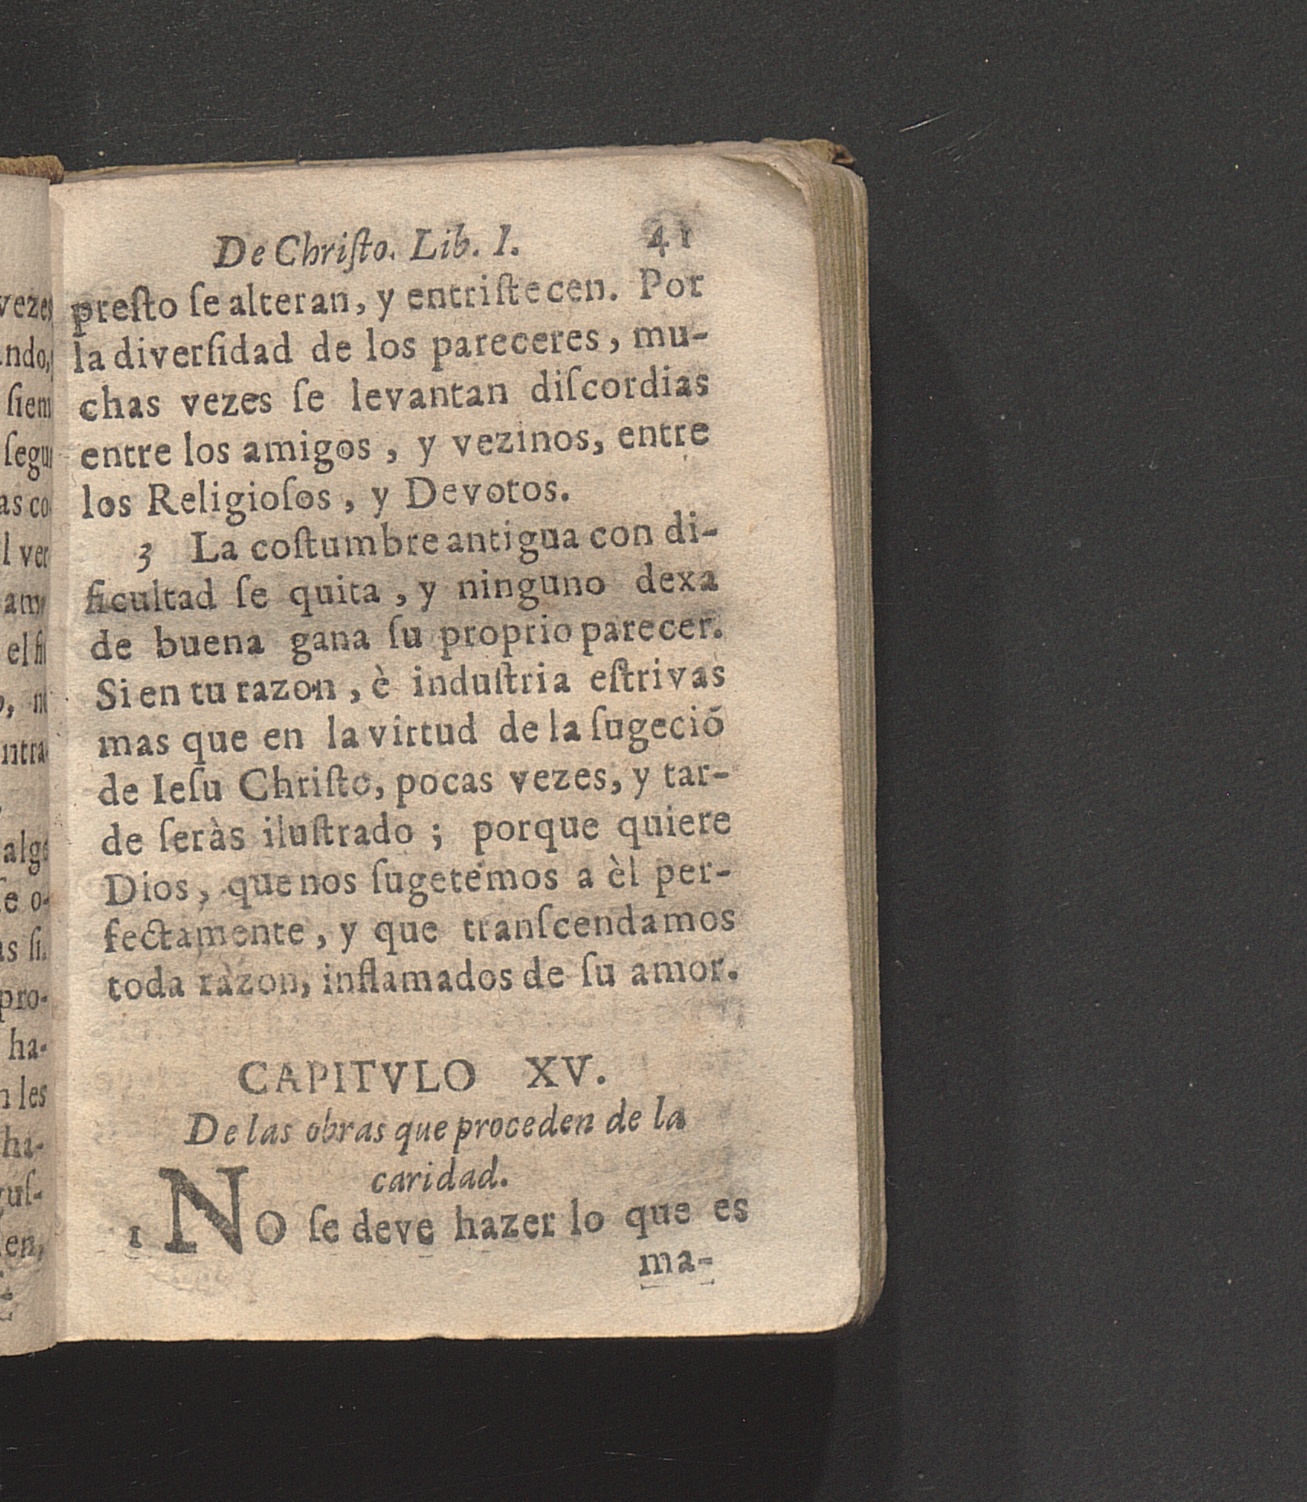 De Chriſto. Lib. I. 41
preſto ſe alteran, y entriſtecen. Por
la diverſidad de los pareceres, mu-
chas vezes ſe levantan diſcordias
entre los amigos, y vezinos, entre
los Religioſos, y Devotos.
3 La coſtumbre antigua con di-
ficultad ſe quita, y ninguno dexa
de buena gana ſu proprio parecer.
Si en tu razon, è induſtria eſtrivas
mas que en la virtud de la ſugeció
de Ieſu Chriſto, pocas vezes, y tar-
de ſeràs iluſtrado; porque quiere
Dios, que nos ſugetemos a èl per-
fectamente, y que tranſcendamos
toda razon, inflamados de ſu amor.
CAPITVLO XV.
De las obras que proceden de la
caridad.
1 No ſe deve hazer lo que es
ma-